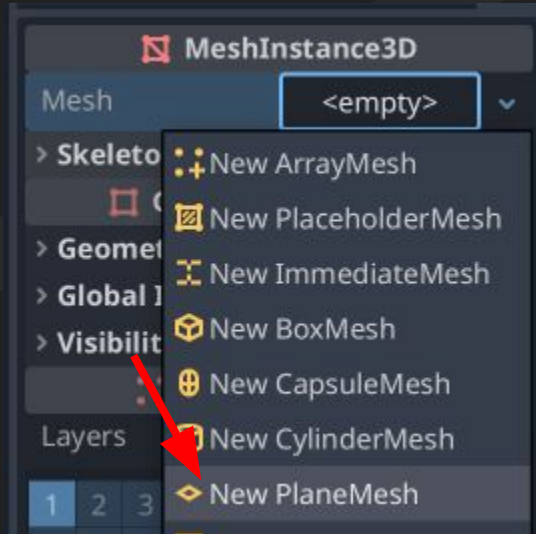 MeshInstance3D
Mesh <empty>
Skeleto
New ArrayMesh
New PlaceholderMesh
Geomet
New ImmediateMesh
Global I
New BoxMesh
Visibilit
New CapsuleMesh
Layers
New CylinderMesh
New PlaneMesh
1 2 3